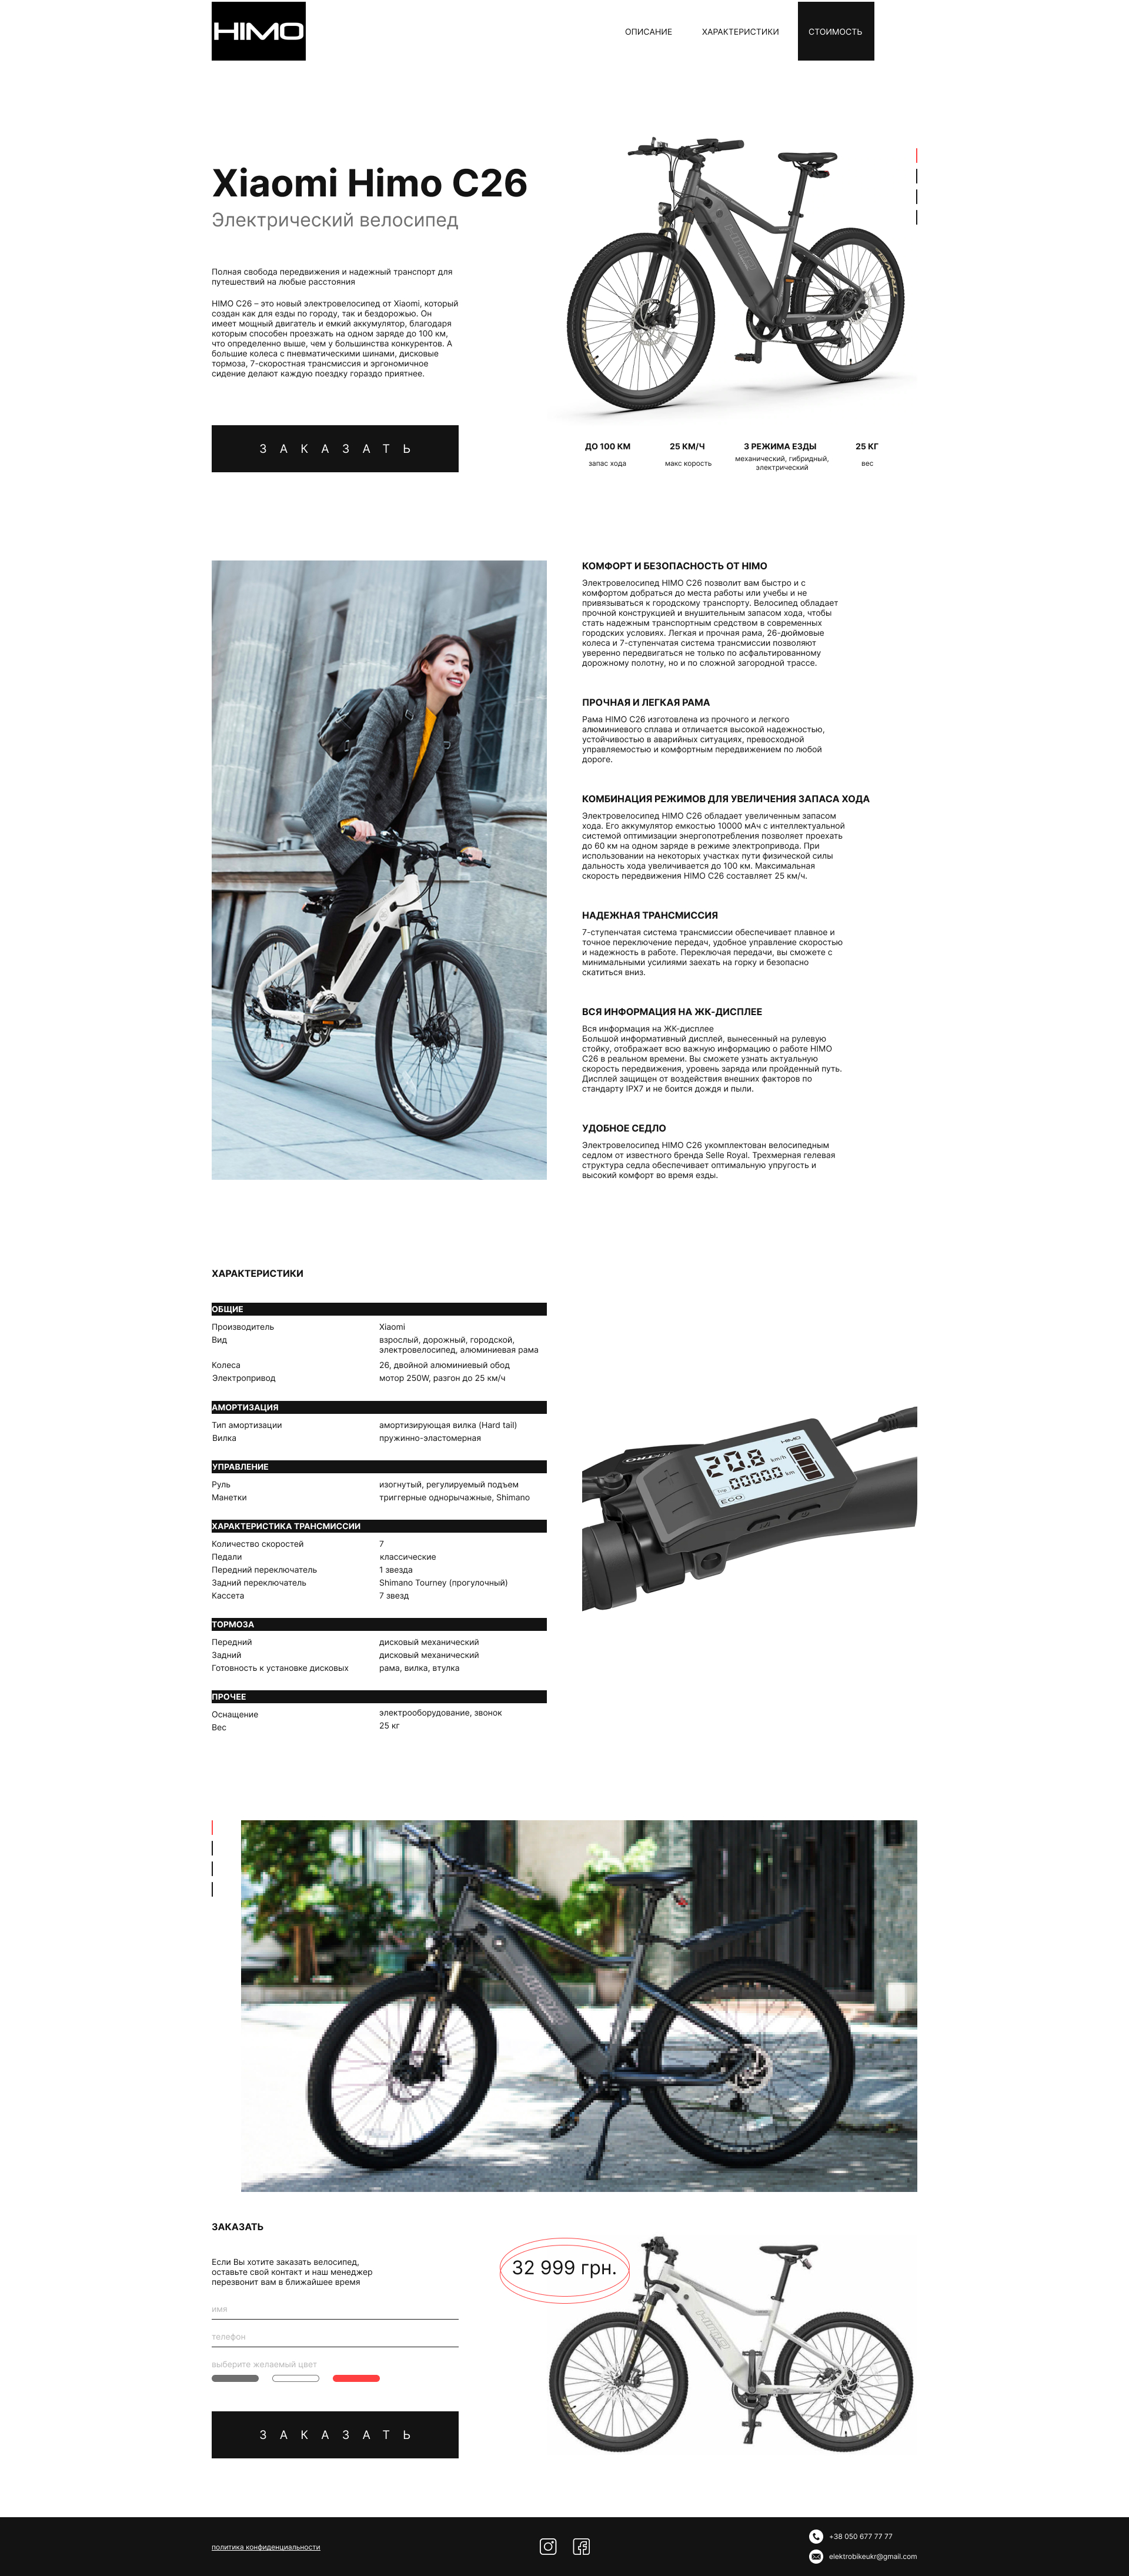 HIMO
ОПИСАНИЕ
ХАРАКТЕРИСТИКИ
СТОИМОСТЬ
Xiaomi Himo C26
Электрический велосипед
Полная свобода передвижения и надежный транспорт для
путешествий на любые расстояния
HIMO C26 – это новый электровелосипед от Xiaomi, который
создан как для езды по городу, так и бездорожью. Он
имеет мощный двигатель и емкий аккумулятор, благодаря
которым способен проезжать на одном заряде до 100 км,
что определенно выше, чем у большинства конкурентов. А
большие колеса с пневматическими шинами, дисковые
тормоза, 7-скоростная трансмиссия и эргономичное
сидение делают каждую поездку гораздо приятнее.
ЗАКАЗАТЬ
HIMO
TRAVEL
TRAVEL
ДО 100 КМ
запас хода
25 КМ/Ч
макс корость
3 РЕЖИМА ЕЗДЫ
механический, гибридный,
электрический
25 КГ
вес
TRAVEL
КОМФОРТ И БЕЗОПАСНОСТЬ ОТ HIMO
Электровелосипед HIMO C26 позволит вам быстро и с
комфортом добраться до места работы или учебы и не
привязываться к городскому транспорту. Велосипед обладает
прочной конструкцией и внушительным запасом хода, чтобы
стать надежным транспортным средством в современных
городских условиях. Легкая и прочная рама, 26-дюймовые
колеса и 7-ступенчатая система трансмиссии позволяют
уверенно передвигаться не только по асфальтированному
дорожному полотну, но и по сложной загородной трассе.
ПРОЧНАЯ И ЛЕГКАЯ РАМА
Рама HIMO C26 изготовлена из прочного и легкого
алюминиевого сплава и отличается высокой надежностью,
устойчивостью в аварийных ситуациях, превосходной
управляемостью и комфортным передвижением по любой
дороге.
КОМБИНАЦИЯ РЕЖИМОВ ДЛЯ УВЕЛИЧЕНИЯ ЗАПАСА ХОДА
Электровелосипед HIMO C26 обладает увеличенным запасом
хода. Его аккумулятор емкостью 10000 мАч с интеллектуальной
системой оптимизации энергопотребления позволяет проехать
до 60 км на одном заряде в режиме электропривода. При
использовании на некоторых участках пути физической силы
дальность хода увеличивается до 100 км. Максимальная
скорость передвижения HIMO C26 составляет 25 км/ч.
НАДЕЖНАЯ ТРАНСМИССИЯ
7-ступенчатая система трансмиссии обеспечивает плавное и
точное переключение передач, удобное управление скоростью
и надежность в работе. Переключая передачи, вы сможете с
минимальными усилиями заехать на горку и безопасно
скатиться вниз.
ВСЯ ИНФОРМАЦИЯ НА ЖК-ДИСПЛЕЕ
Вся информация на ЖК-дисплее
Большой информативный дисплей, вынесенный на рулевую
стойку, отображает всю важную информацию о работе HIMO
C26 в реальном времени. Вы сможете узнать актуальную
скорость передвижения, уровень заряда или пройденный путь.
Дисплей защищен от воздействия внешних факторов по
стандарту IPX7 и не боится дождя и пыли.
УДОБНОЕ СЕДЛО
Электровелосипед HIMO C26 укомплектован велосипедным
седлом от известного бренда Selle Royal. Трехмерная гелевая
структура седла обеспечивает оптимальную упругость и
высокий комфорт во время езды.
ХАРАКТЕРИСТИКИ
ОБЩИЕ
Производитель Xiaomi
Вид взрослый, дорожный, городской,
электровелосипед, алюминиевая рама
Колеса 26, двойной алюминиевый обод
Электропривод мотор 250W, разгон до 25 км/ч
АМОРТИЗАЦИЯ
Тип амортизации амортизирующая вилка (Hard tail)
Вилка пружинно-эластомерная
УПРАВЛЕНИЕ
Руль изогнутый, регулируемый подъем
Манетки триггерные однорычажные, Shimano
ХАРАКТЕРИСТИКА ТРАНСМИССИИ
Количество скоростей 7
Педали классические
Передний переключатель 1 звезда
Задний переключатель Shimano Tourney (прогулочный)
Кассета 7 звезд
ТОРМОЗА
Передний дисковый механический
Задний дисковый механический
Готовность к установке дисковых рама, вилка, втулка
ПРОЧЕЕ
Оснащение электрооборудование, звонок
Вес 25 кг
HIMO
20.8 km/h
Trip 0000.0 km
ECO
HIMO
ЗАКАЗАТЬ
Если Вы хотите заказать велосипед,
оставьте свой контакт и наш менеджер
перезвонит вам в ближайшее время
имя
телефон
выберите желаемый цвет
ЗАКАЗАТЬ
32 999 грн.
HIMO
TRAVEL
TRAVEL
политика конфиденциальности
+38 050 677 77 77
elektrobikeukr@gmail.com